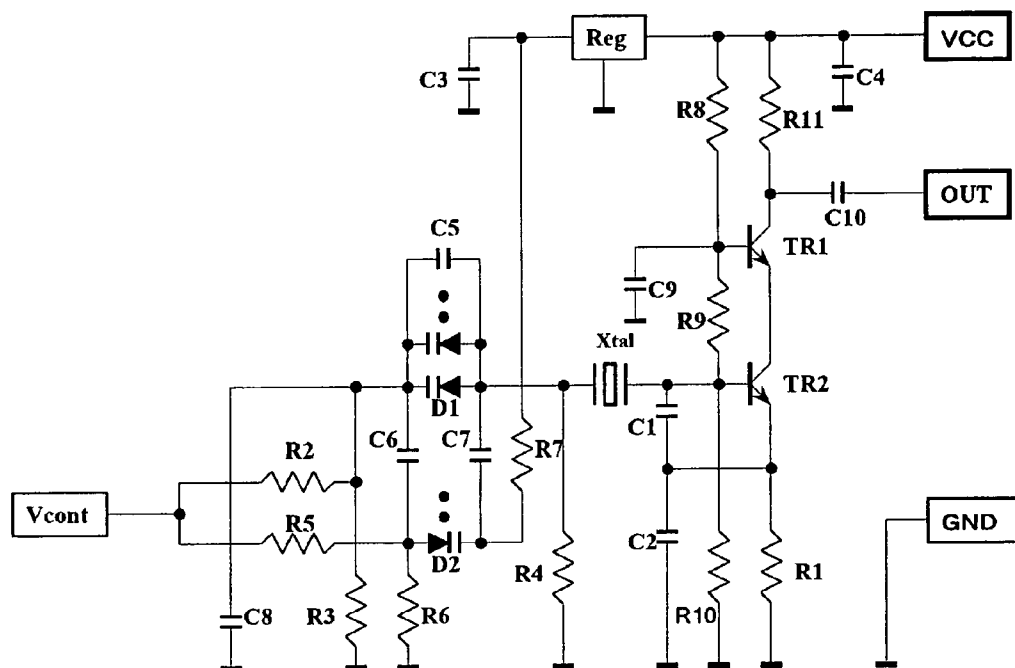 Reg
VCC
C3
C4
R8
R11
OUT
C10
C5
TR1
C9
R9
Xtal
TR2
D1
C1
C6
C7
R7
R2
Vcont
R5
GND
D2
C2
R4
R1
C8
R3
R6
R10